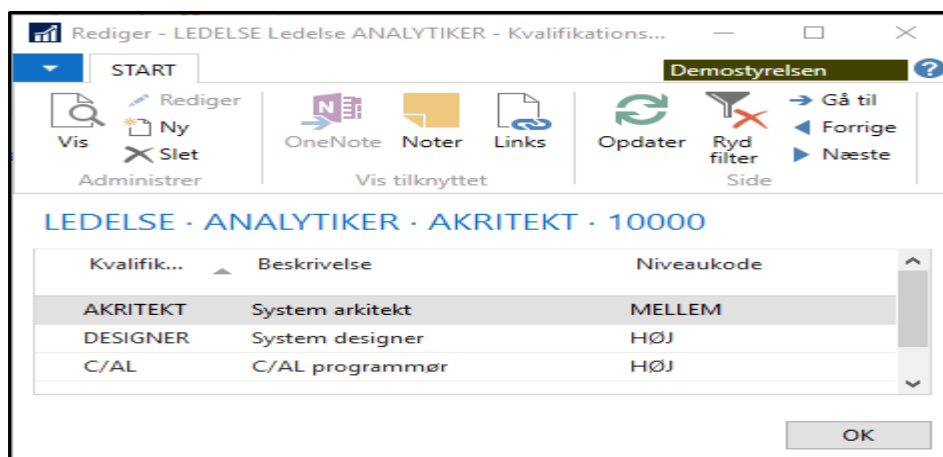 Rediger - LEDELSE Ledelse ANALYTIKER - Kvalifikations...
START
Demostyrelsen
?
Vis
Rediger
Ny
Slet
OneNote
Noter
Links
Opdater
Ryd filter
Gå til
Forrige
Næste
Administrer
Vis tilknyttet
Side
LEDELSE · ANALYTIKER · AKRITEKT · 10000
Kvalifik... Beskrivelse Niveaukode
AKRITEKT System arkitekt MELLEM
DESIGNER System designer HØJ
C/AL C/AL programmør HØJ
OK